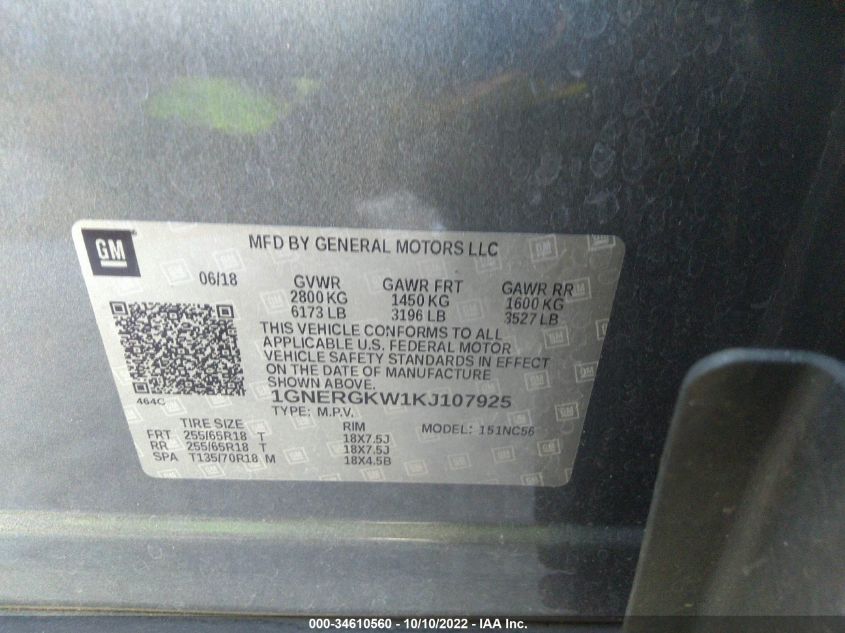 GM
MFD BY GENERAL MOTORS LLC
06/18 GVWR GAWR FRT GAWR RR
2800 KG 1450 KG 1600 KG
6173 LB 3196 LB 3527 LB
THIS VEHICLE CONFORMS TO ALL
APPLICABLE U.S. FEDERAL MOTOR
VEHICLE SAFETY STANDARDS IN EFFECT
ON THE DATE OF MANUFACTURE
SHOWN ABOVE.
464C
1GNERGKW1KJ107925
TYPE: M.P.V. MODEL: 151NC56
TIRE SIZE RIM
FRT 255/65R18 T 18X7.5J
RR 255/65R18 T 18X7.5J
SPA T135/70R18 M 18X4.5B
000-34610560 - 10/10/2022 - IAA Inc.